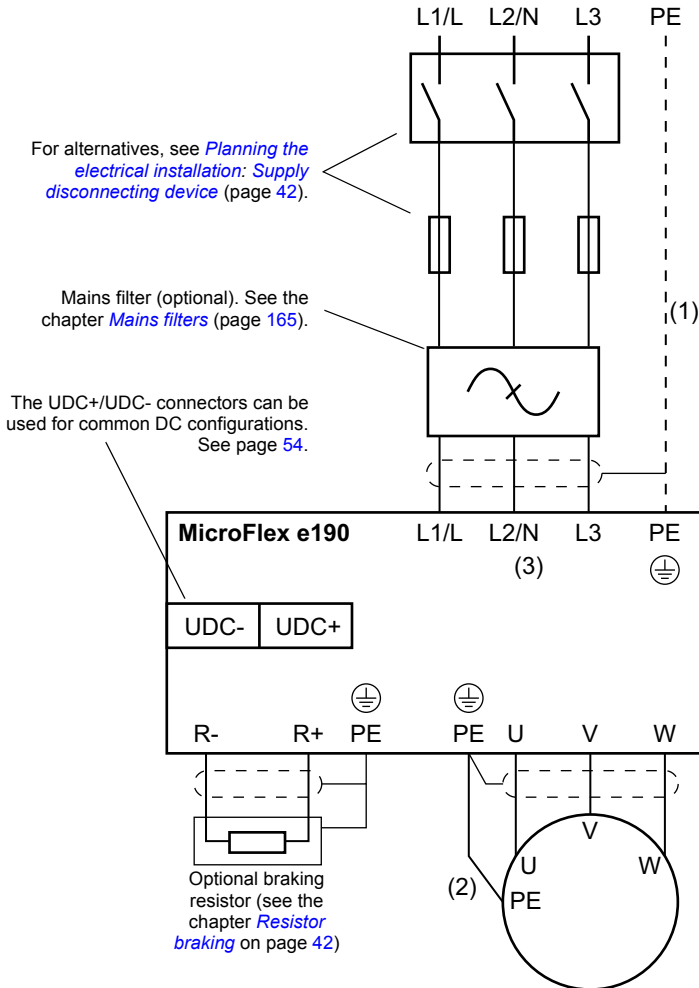 L1/L L2/N L3 PE
For alternatives, see Planning the
electrical installation: Supply
disconnecting device (page 42).
Mains filter (optional). See the
chapter Mains filters (page 165).
(1)
The UDC+/UDC- connectors can be
used for common DC configurations.
See page 54.
MicroFlex e190 L1/L L2/N L3 PE
(3)
UDC- UDC+
R- R+ PE PE U V W
V
U W
(2) PE
Optional braking
resistor (see the
chapter Resistor
braking on page 42)